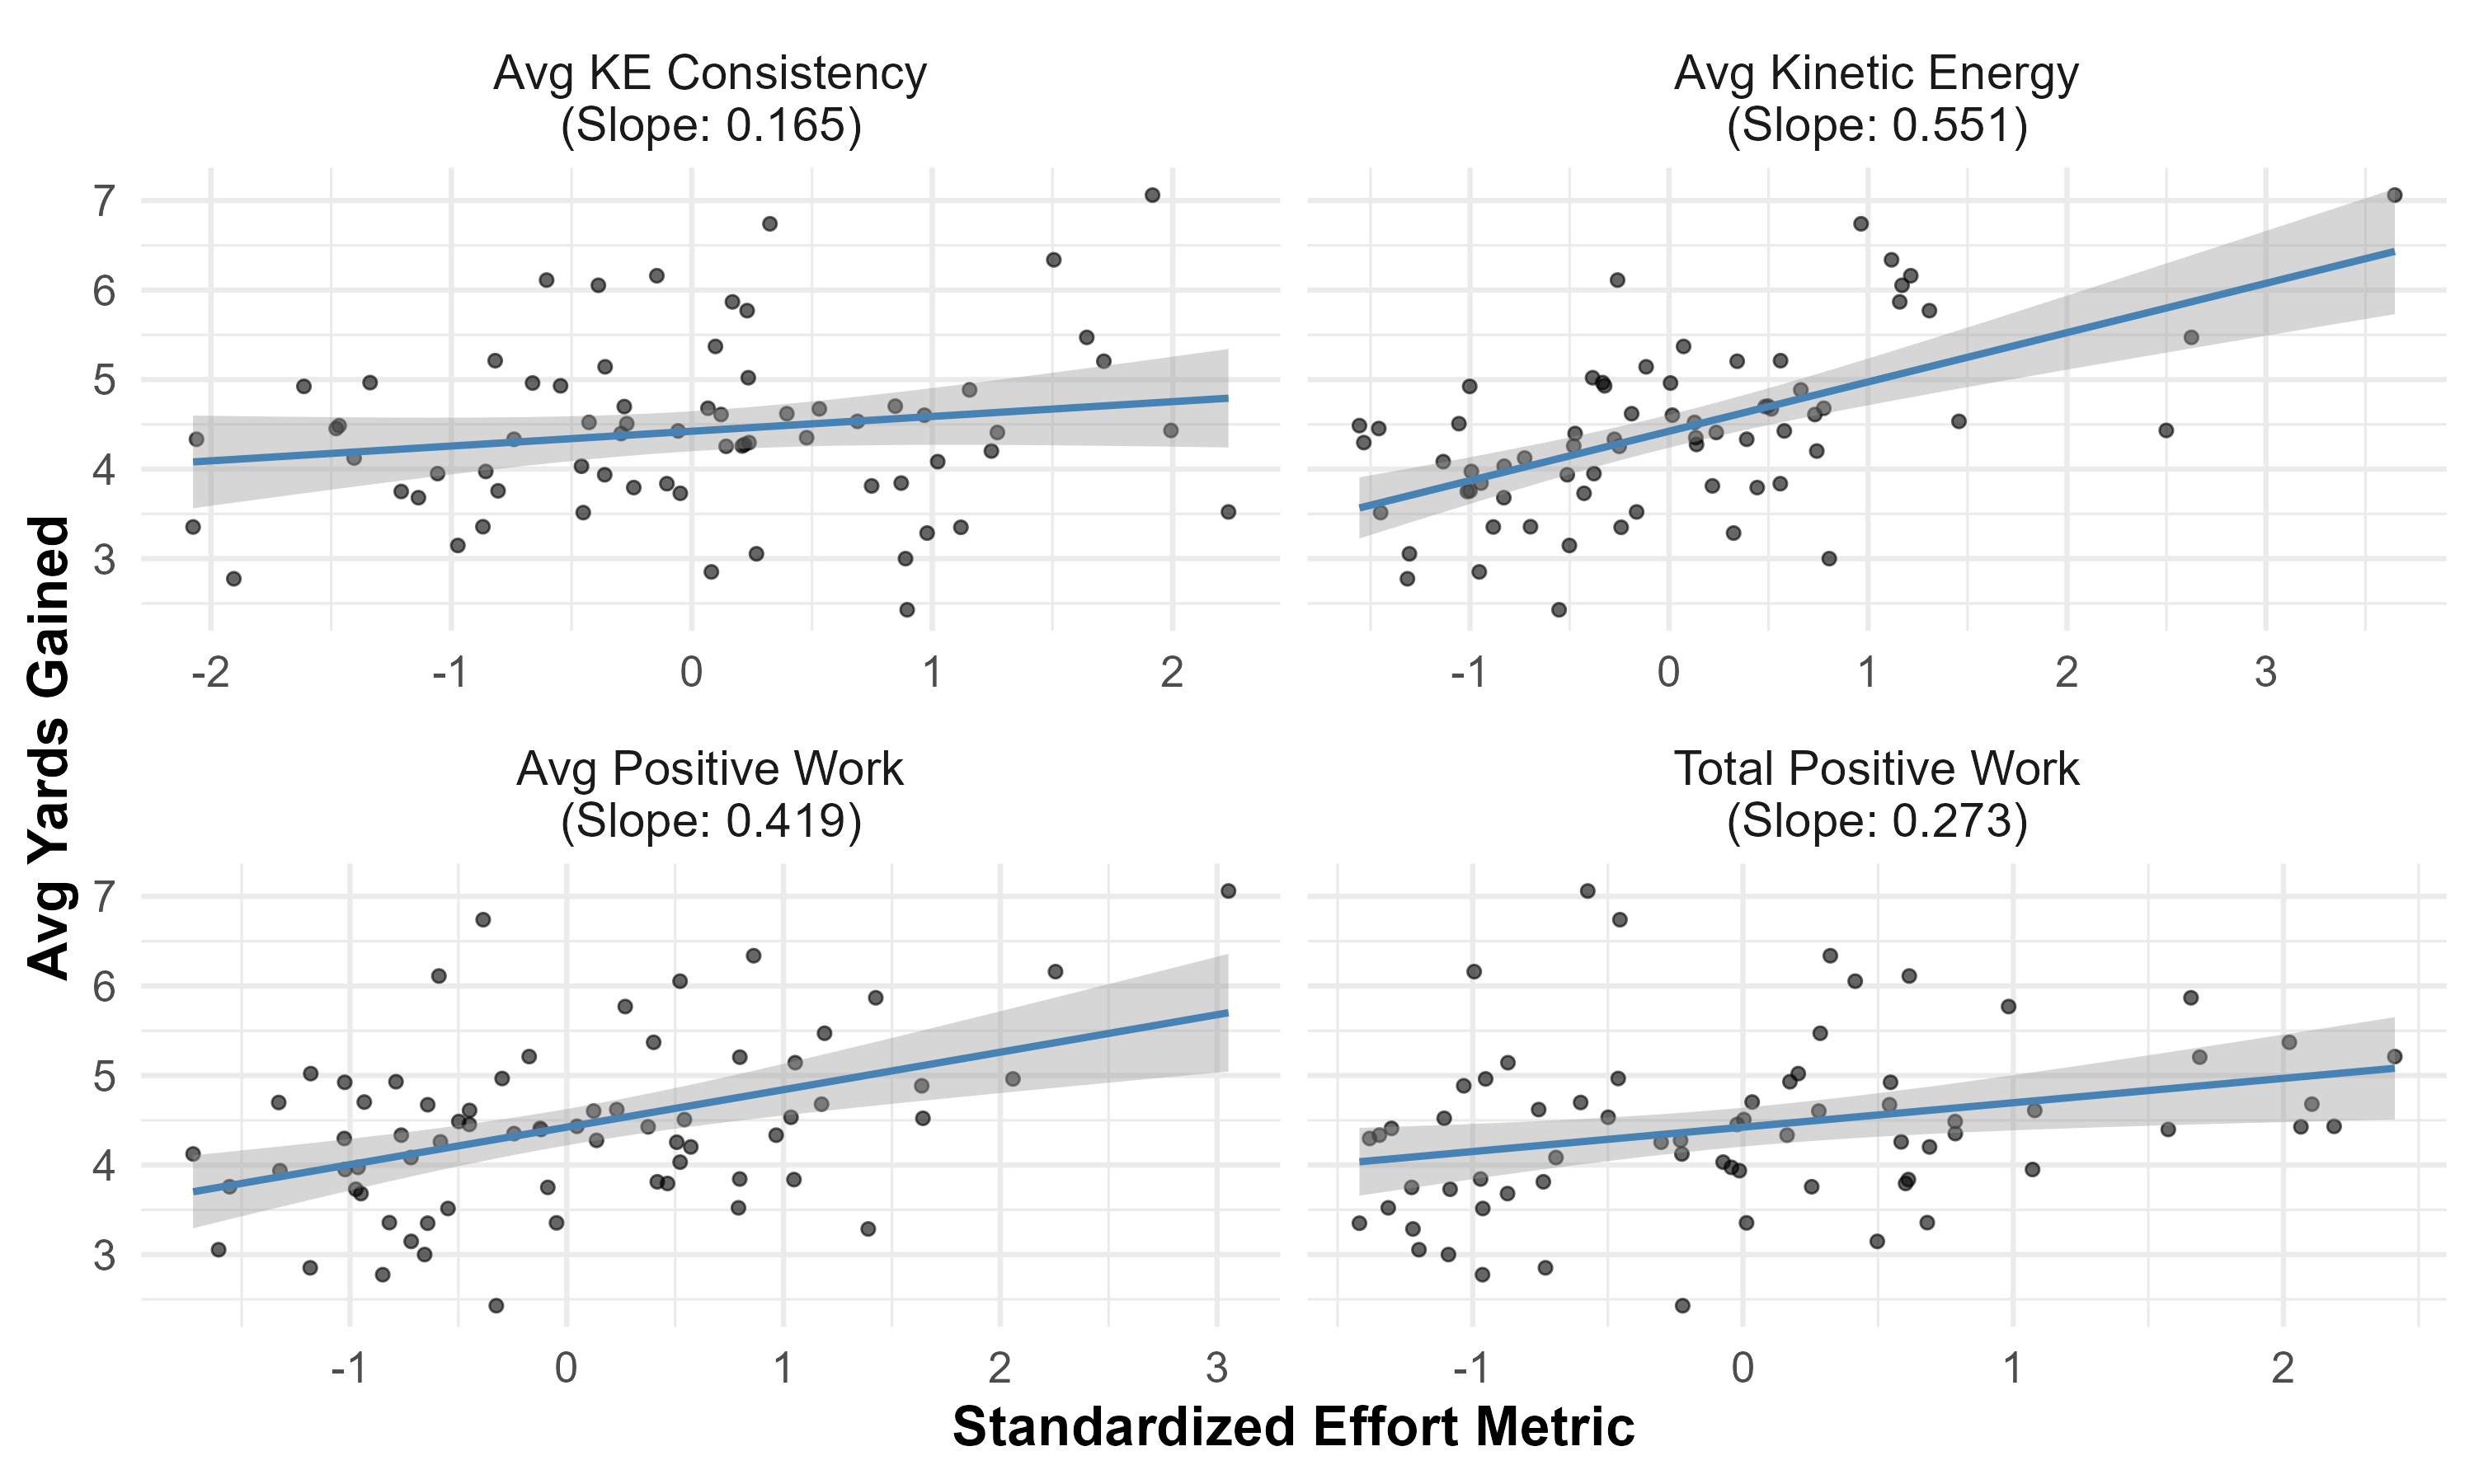 Avg KE Consistency
(Slope: 0.165)
Avg Kinetic Energy
(Slope: 0.551)
7
6
5
4
3
-2 -1 0 1 2
-1 0 1 2 3
Avg Positive Work
(Slope: 0.419)
Total Positive Work
(Slope: 0.273)
7
6
5
4
3
-1 0 1 2 3
-1 0 1 2
Avg Yards Gained
Standardized Effort Metric